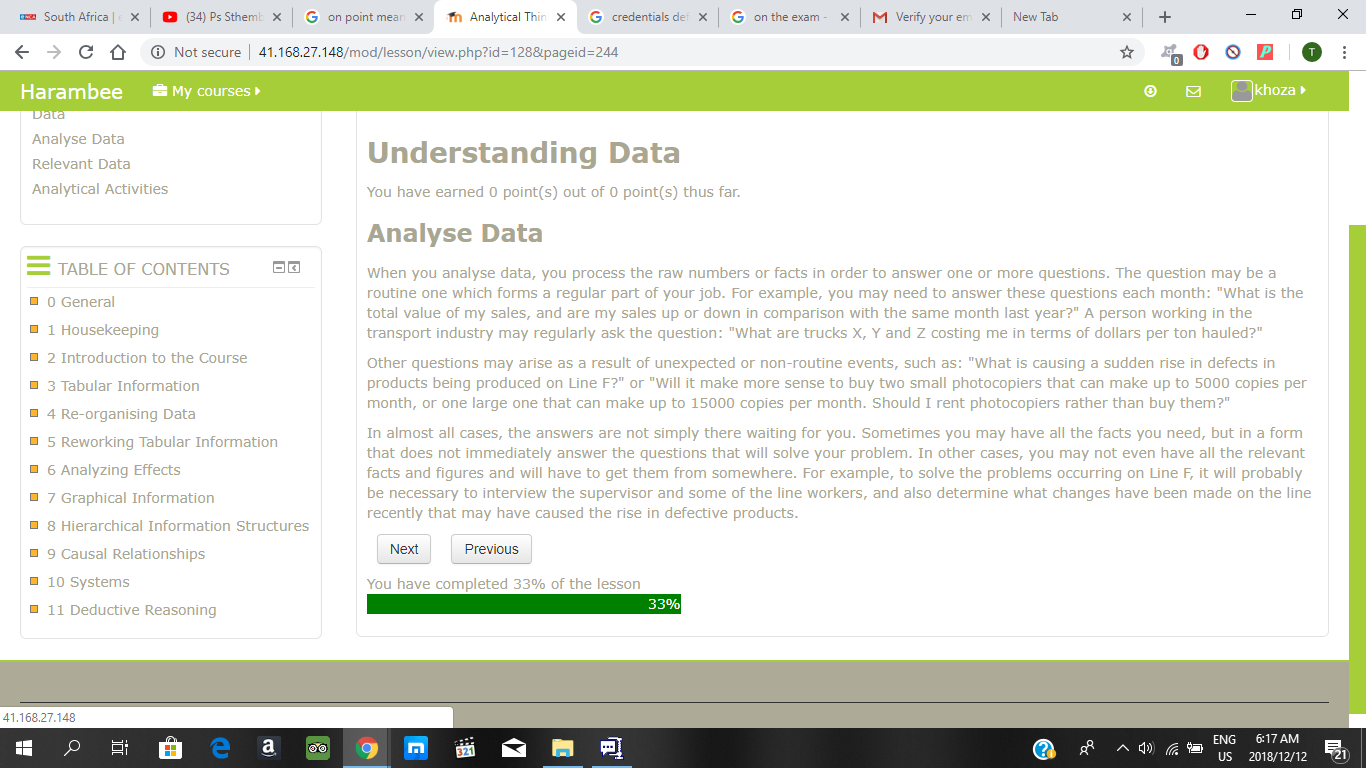 South Africa | e
(34) Ps Sthemb
on point mean
Analytical Thin
credentials def
on the exam -
Verify your em
New Tab
Not secure | 41.168.27.148/mod/lesson/view.php?id=128&pageid=244
0
T
Harambee
My courses
khoza
Data
Analyse Data
Relevant Data
Analytical Activities
TABLE OF CONTENTS
0 General
1 Housekeeping
2 Introduction to the Course
3 Tabular Information
4 Re-organising Data
5 Reworking Tabular Information
6 Analyzing Effects
7 Graphical Information
8 Hierarchical Information Structures
9 Causal Relationships
10 Systems
11 Deductive Reasoning
Understanding Data
You have earned 0 point(s) out of 0 point(s) thus far.
Analyse Data
When you analyse data, you process the raw numbers or facts in order to answer one or more questions. The question may be a
routine one which forms a regular part of your job. For example, you may need to answer these questions each month: "What is the
total value of my sales, and are my sales up or down in comparison with the same month last year?" A person working in the
transport industry may regularly ask the question: "What are trucks X, Y and Z costing me in terms of dollars per ton hauled?"
Other questions may arise as a result of unexpected or non-routine events, such as: "What is causing a sudden rise in defects in
products being produced on Line F?" or "Will it make more sense to buy two small photocopiers that can make up to 5000 copies per
month, or one large one that can make up to 15000 copies per month. Should I rent photocopiers rather than buy them?"
In almost all cases, the answers are not simply there waiting for you. Sometimes you may have all the facts you need, but in a form
that does not immediately answer the questions that will solve your problem. In other cases, you may not even have all the relevant
facts and figures and will have to get them from somewhere. For example, to solve the problems occurring on Line F, it will probably
be necessary to interview the supervisor and some of the line workers, and also determine what changes have been made on the line
recently that may have caused the rise in defective products.
Next
Previous
You have completed 33% of the lesson
33%
41.168.27.148
321
ENG
US
6:17 AM
2018/12/12
21